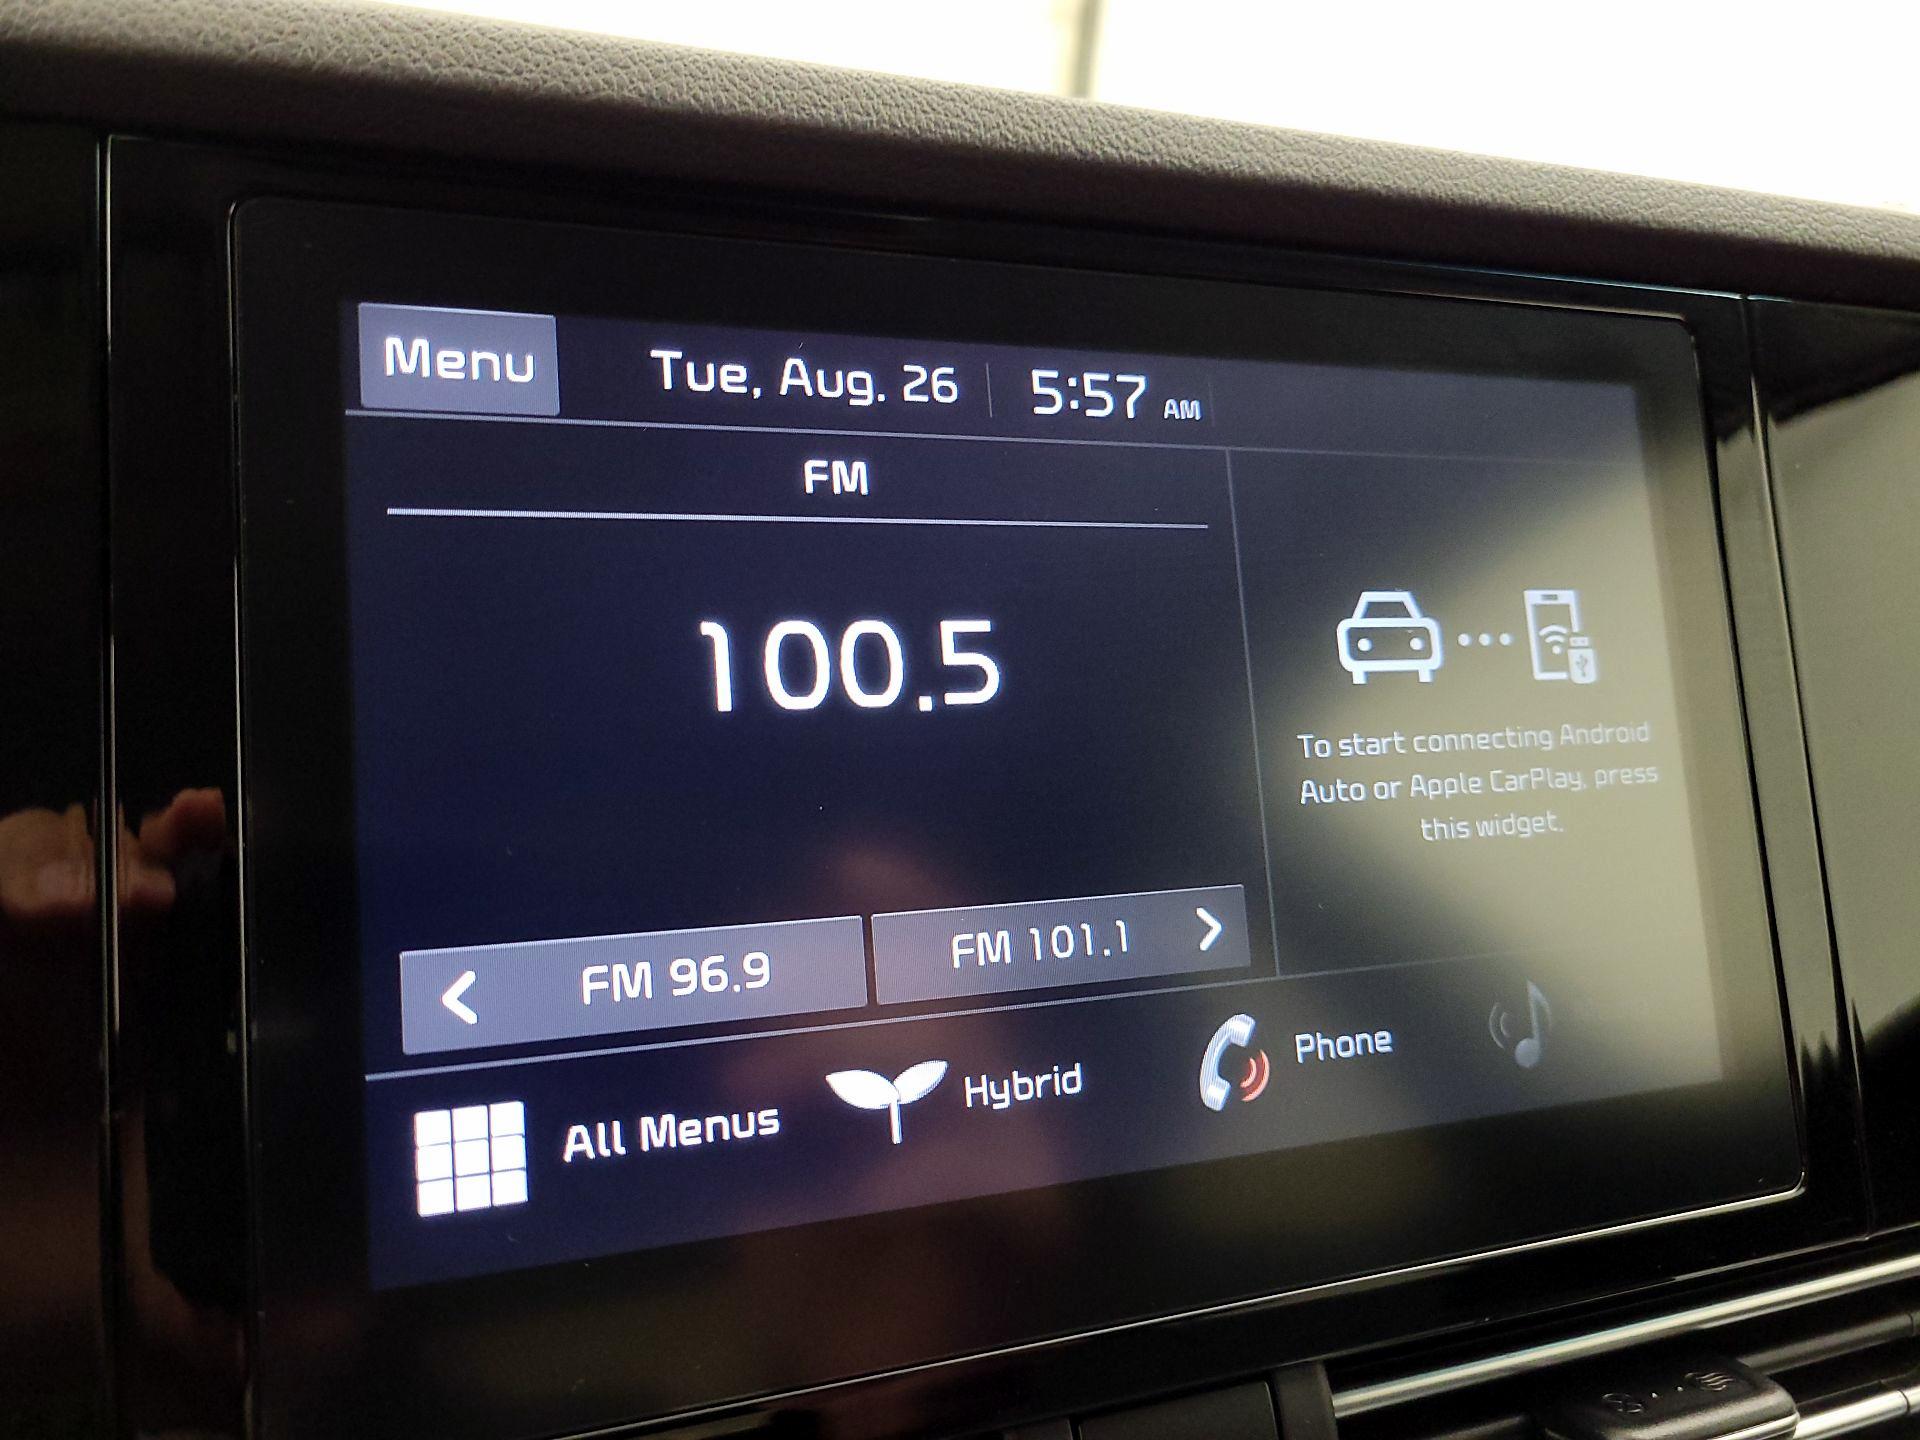 Menu
Tue, Aug. 26
5:57 AM
FM
100.5
To start connecting Android
Auto or Apple CarPlay, press
this widget.
FM 96.9
FM 101.1
All Menus
Hybrid
Phone